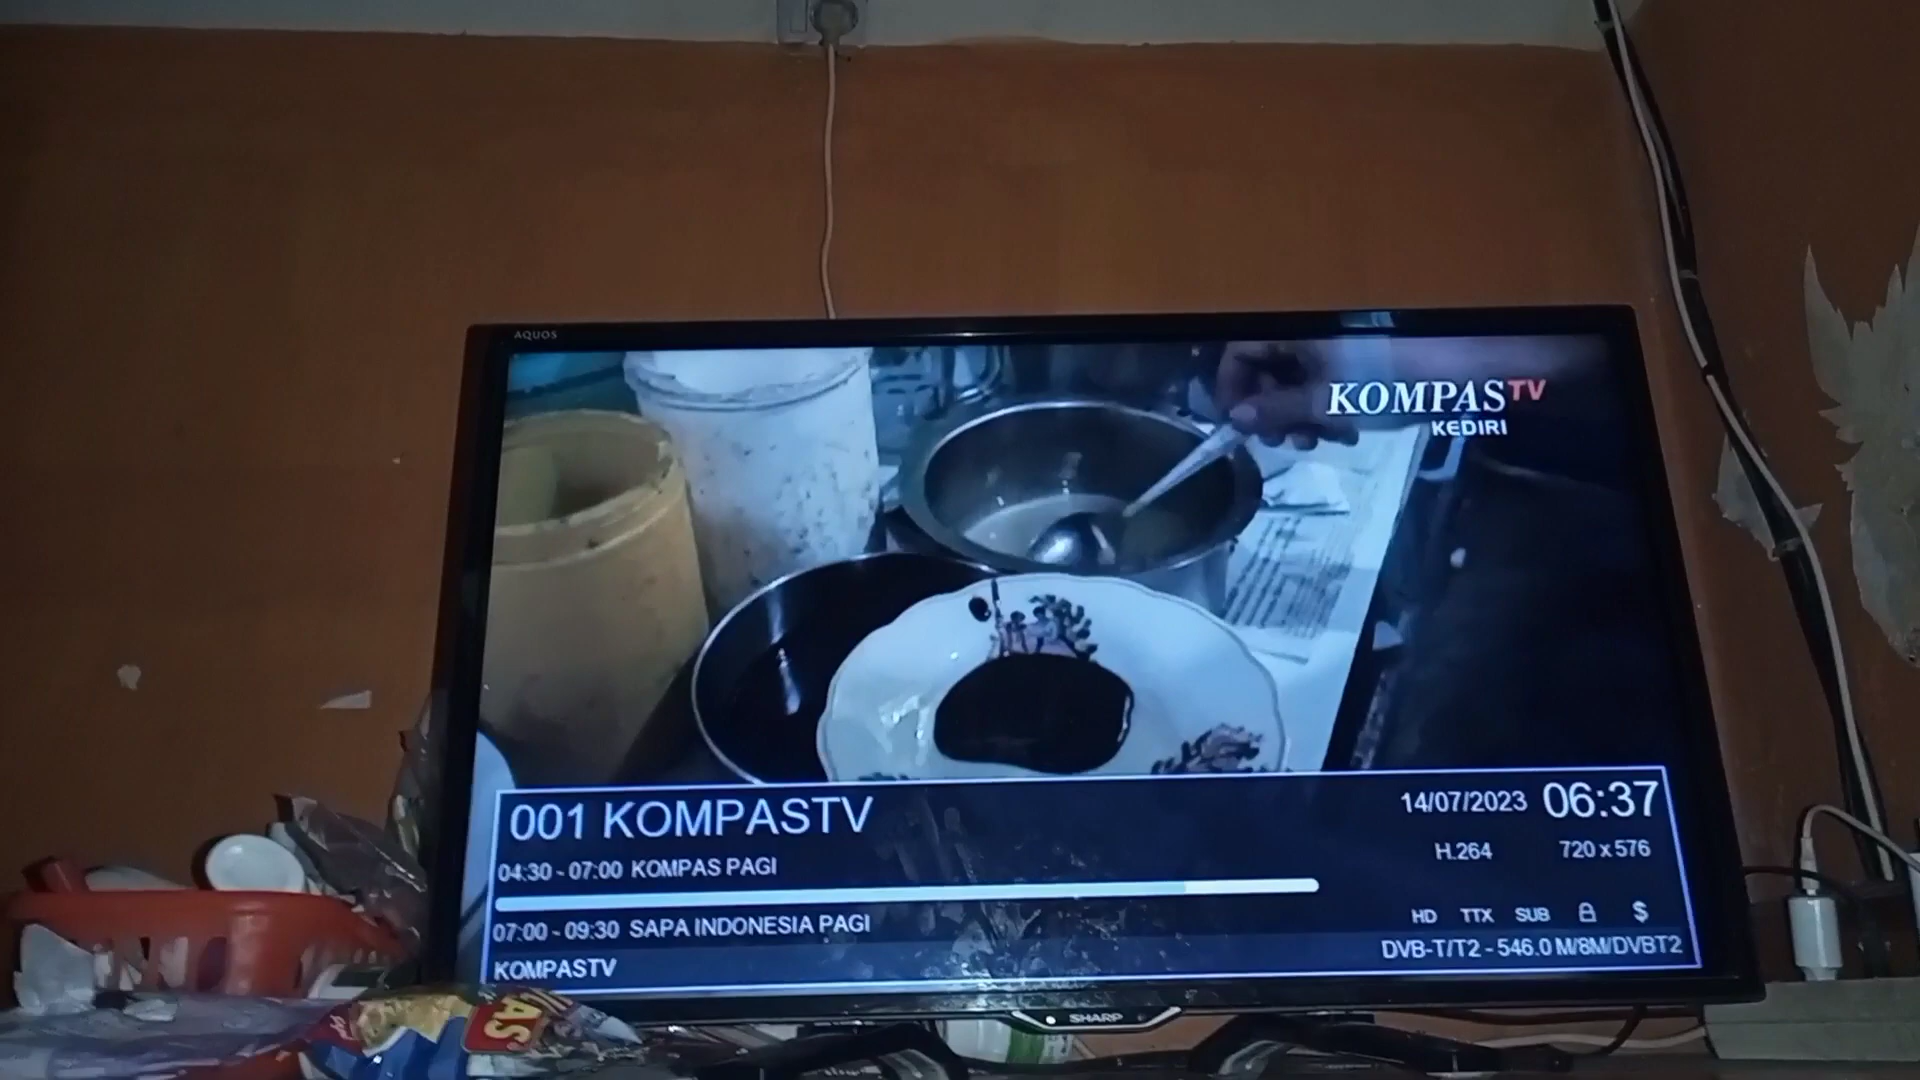 AQUOS
KOMPASTV
KEDIRI
001 KOMPASTV
14/07/2023 06:37
H.264 720 x 576
04:30 - 07:00 KOMPAS PAGI
07:00 - 09:30 SAPA INDONESIA PAGI
HD TTX SUB $
KOMPASTV
DVB-T/T2 - 546.0 M/8M/DVBT2
SHARP